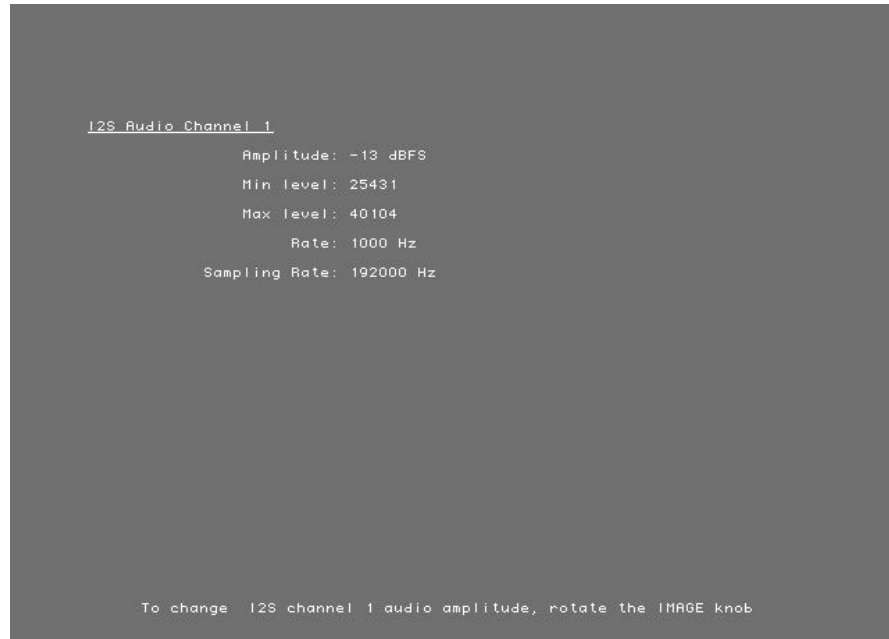 I2S Audio Channel 1
Amplitude: -13 dBFS
Min level: 25431
Max level: 40104
Rate: 1000 Hz
Sampling Rate: 192000 Hz
To change  I2S channel 1 audio amplitude, rotate the IMAGE knob